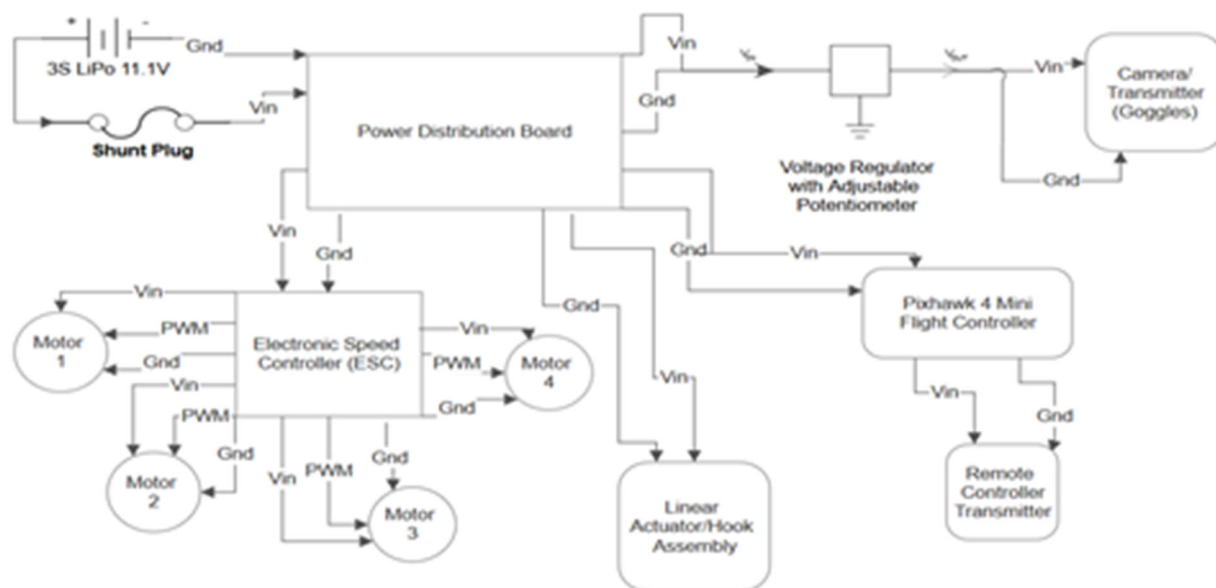 + -
Gnd
3S LiPo 11.1V
Vin
Shunt Plug
Power Distribution Board
Vin
Gnd
Voltage Regulator
with Adjustable
Potentiometer
Vin
Camera/
Transmitter
(Goggles)
Gnd
Vin
Gnd
Gnd
Vin
Pixhawk 4 Mini
Flight Controller
Vin
Gnd
Remote
Controller
Transmitter
Gnd
Vin
Linear
Actuator/Hook
Assembly
Electronic Speed
Controller (ESC)
Vin
PWM
Gnd
Motor
1
Vin
PWM
Gnd
Motor
2
Vin
PWM
Gnd
Motor
3
Vin
PWM
Gnd
Motor
4